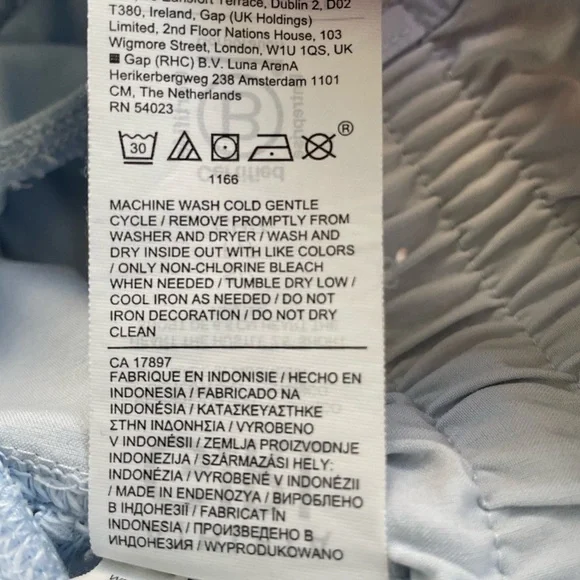 Terrace, Dublin 2, D02
T380, Ireland, Gap (UK Holdings)
Limited, 2nd Floor Nations House, 103
Wigmore Street, London, W1U 1QS, UK
Gap (RHC) B.V. Luna ArenA
Herikerbergweg 238 Amsterdam 1101
CM, The Netherlands
RN 54023
30 ®
1166
MACHINE WASH COLD GENTLE
CYCLE / REMOVE PROMPTLY FROM
WASHER AND DRYER / WASH AND
DRY INSIDE OUT WITH LIKE COLORS
/ ONLY NON-CHLORINE BLEACH
WHEN NEEDED / TUMBLE DRY LOW /
COOL IRON AS NEEDED / DO NOT
IRON DECORATION / DO NOT DRY
CLEAN
CA 17897
FABRIQUE EN INDONISIE / HECHO EN
INDONESIA / FABRICADO NA
INDONÉSIA / ΚΑΤΑΣΚΕΥΑΣΤΗΚΕ
ΣΤΗΝ ΙΝΔΟΝΗΣΙΑ / VYROBENO
V INDONÉSII / ZEMLJA PROIZVODNJE
INDONEZIJA / SZÁRMAZÁSI HELY:
INDONÉZIA / VYROBENÉ V INDONÉZII
/ MADE IN ENDENOZYA / ВИРОБЛЕНО
В ІНДОНЕЗІЇ / FABRICAT IN
INDONESIA / ПРОИЗВЕДЕНО В
ИНДОНЕЗИЯ / WYPRODUKOWANO